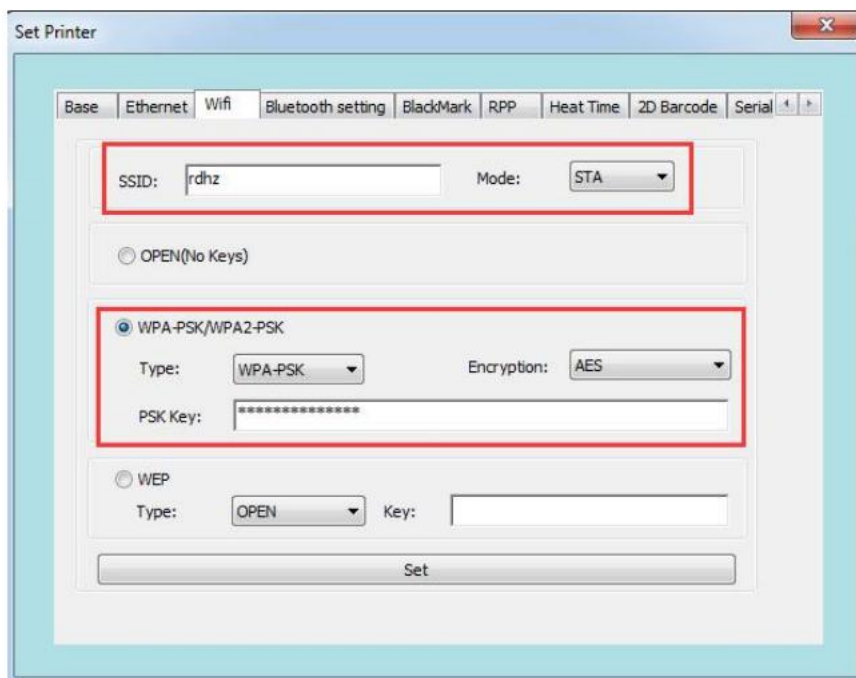 Set Printer
Base Ethernet Wifi Bluetooth setting BlackMark RPP Heat Time 2D Barcode Serial
SSID: rdhz Mode: STA
OPEN(No Keys)
WPA-PSK/WPA2-PSK
Type: WPA-PSK Encryption: AES
PSK Key: **************
WEP
Type: OPEN Key:
Set